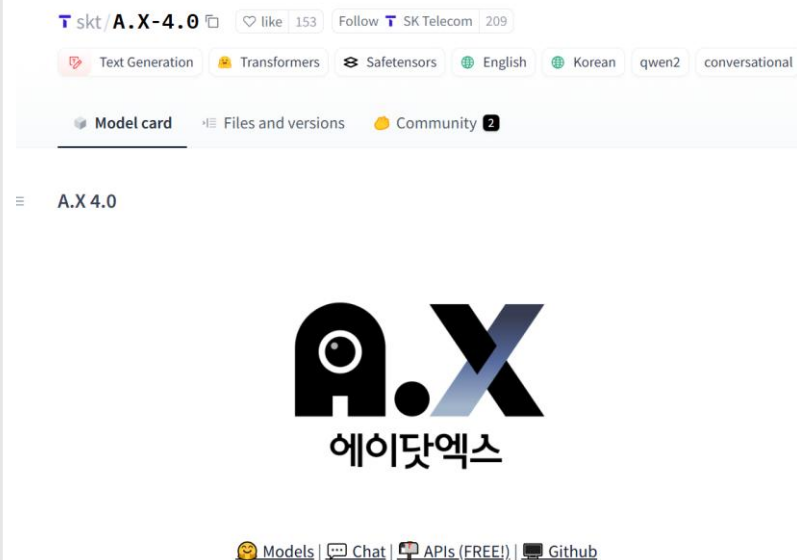 skt/A.X-4.0 like 153 Follow SK Telecom 209
Text Generation Transformers Safetensors English Korean qwen2 conversational
Model card Files and versions Community 2
A.X 4.0
A.X
에이닷엑스
Models | Chat | APIs (FREE!) | Github